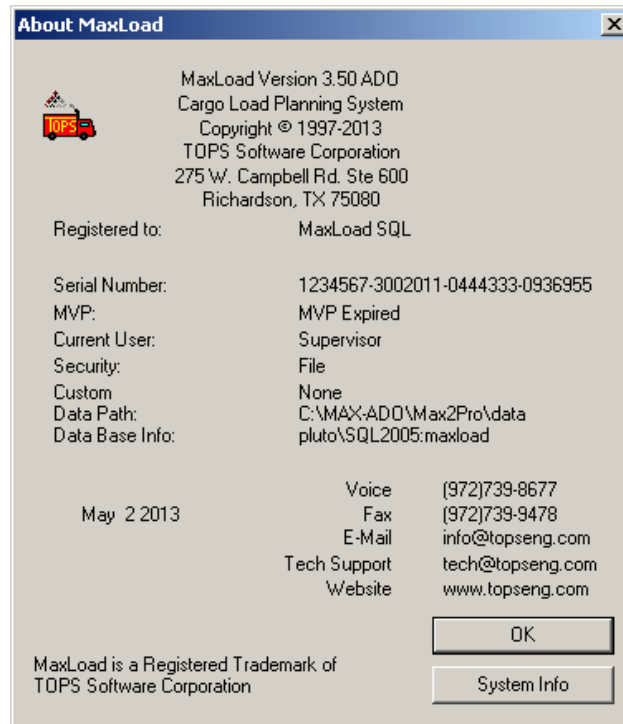 About MaxLoad
TOPS
MaxLoad Version 3.50 ADO
Cargo Load Planning System
Copyright © 1997-2013
TOPS Software Corporation
275 W. Campbell Rd. Ste 600
Richardson, TX 75080
Registered to: MaxLoad SQL
Serial Number: 1234567-3002011-0444333-0936955
MVP: MVP Expired
Current User: Supervisor
Security: File
Custom None
Data Path: C:\MAX-ADO\Max2Pro\data
Data Base Info: pluto\SQL2005:maxload
Voice (972)739-8677
May 2 2013 Fax (972)739-9478
E-Mail info@topseng.com
Tech Support tech@topseng.com
Website www.topseng.com
OK
MaxLoad is a Registered Trademark of
TOPS Software Corporation
System Info